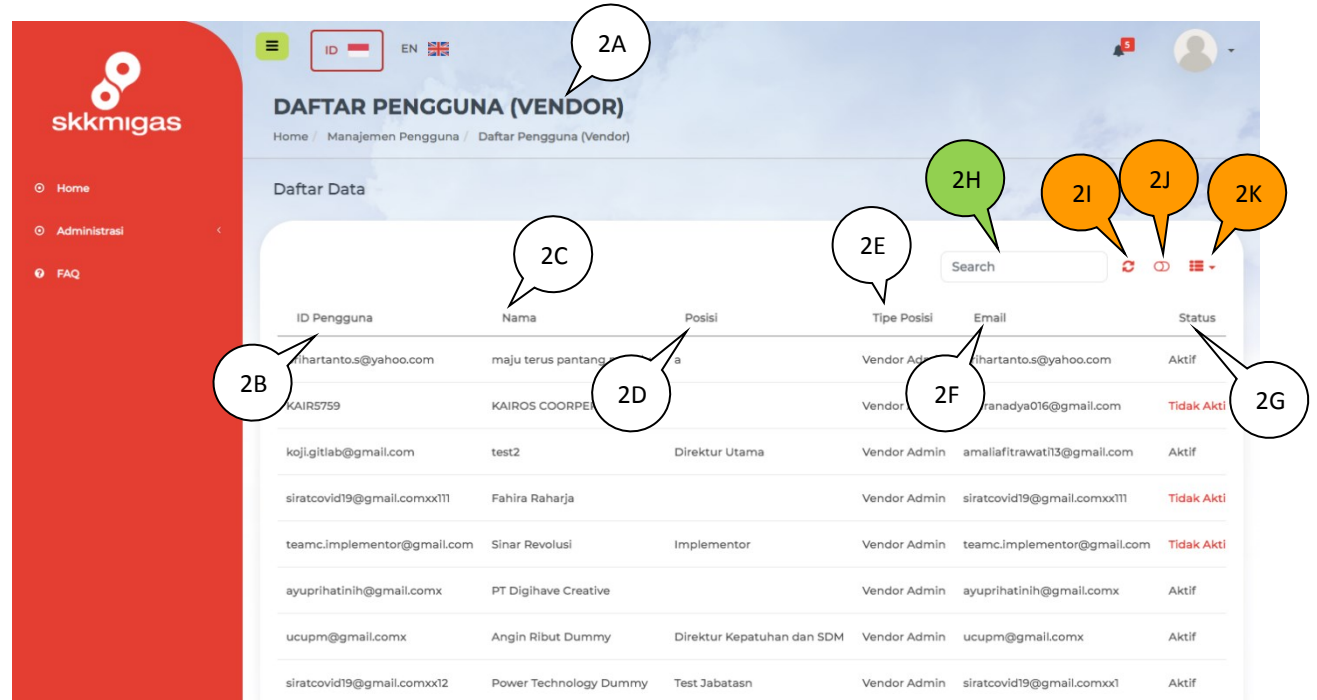 skkmigas
ID EN 2A 5
DAFTAR PENGGUNA (VENDOR)
Home / Manajemen Pengguna / Daftar Pengguna (Vendor)
Home
Administrasi
FAQ
Daftar Data
2H 2I 2J 2K
2C 2E
Search
ID Pengguna Nama Posisi Tipe Posisi Email Status
rihartanto.s@yahoo.com maju terus pantang a Vendor rihartanto.s@yahoo.com Aktif
2B 2D 2F 2G
KAIR5759 KAIROS Vendor ranadya016@gmail.com Tidak Akti
koji.gitlab@gmail.com test2 Direktur Utama Vendor Admin amaliafitrawati13@gmail.com Aktif
siratcovid19@gmail.comxx111 Fahira Raharja Vendor Admin siratcovid19@gmail.comxx111 Tidak Akti
teamc.implementor@gmail.com Sinar Revolusi Implementor Vendor Admin teamc.implementor@gmail.com Tidak Akti
ayuprihatinih@gmail.comx PT Digihave Creative Vendor Admin ayuprihatinih@gmail.comx Aktif
ucupm@gmail.comx Angin Ribut Dummy Direktur Kepatuhan dan SDM Vendor Admin ucupm@gmail.comx Aktif
siratcovid19@gmail.comxx12 Power Technology Dummy Test Jabatasn Vendor Admin siratcovid19@gmail.comxx1 Aktif